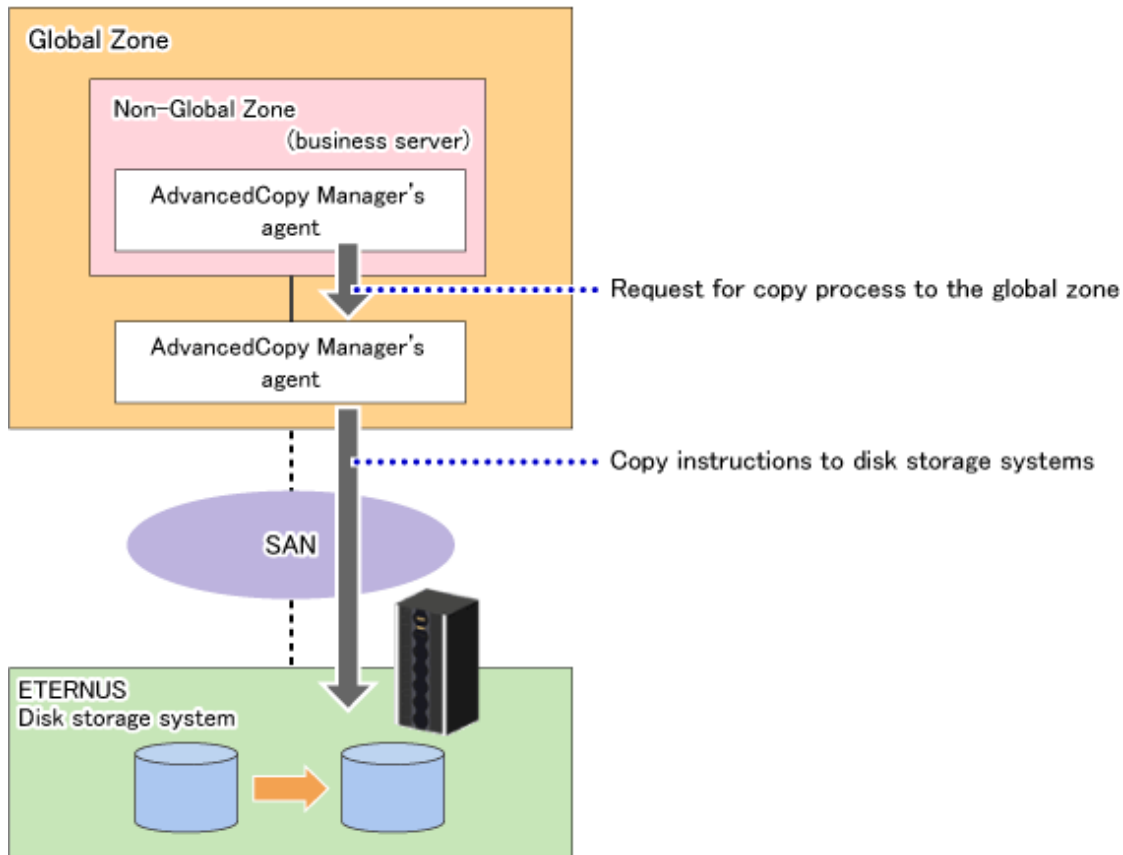 Global Zone
Non-Global Zone
(business server)
AdvancedCopy Manager's
agent
Request for copy process to the global zone
AdvancedCopy Manager's
agent
Copy instructions to disk storage systems
SAN
ETERNUS
Disk storage system